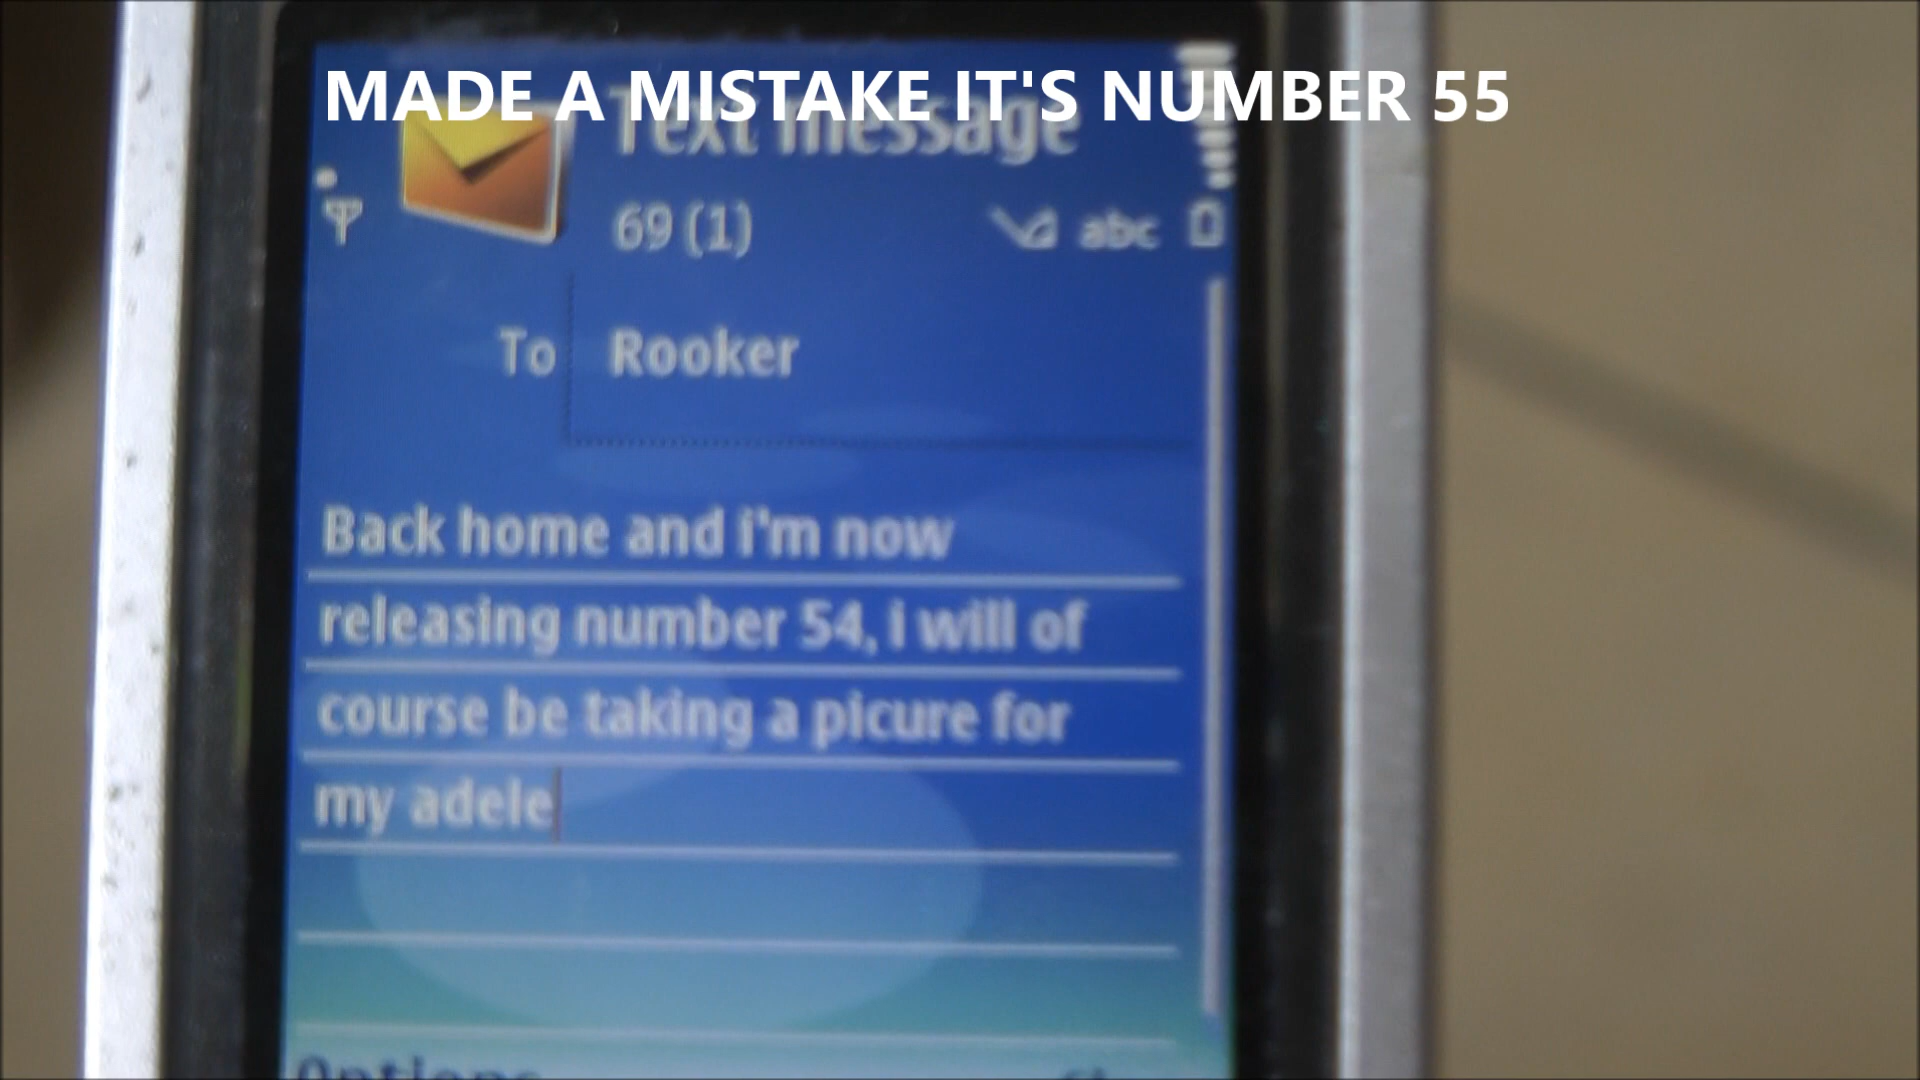 MADE A MISTAKE IT'S NUMBER 55
Text message
69 (1)
abc
To Rooker
Back home and i'm now
releasing number 54, i will of
course be taking a picure for
my adele
Options